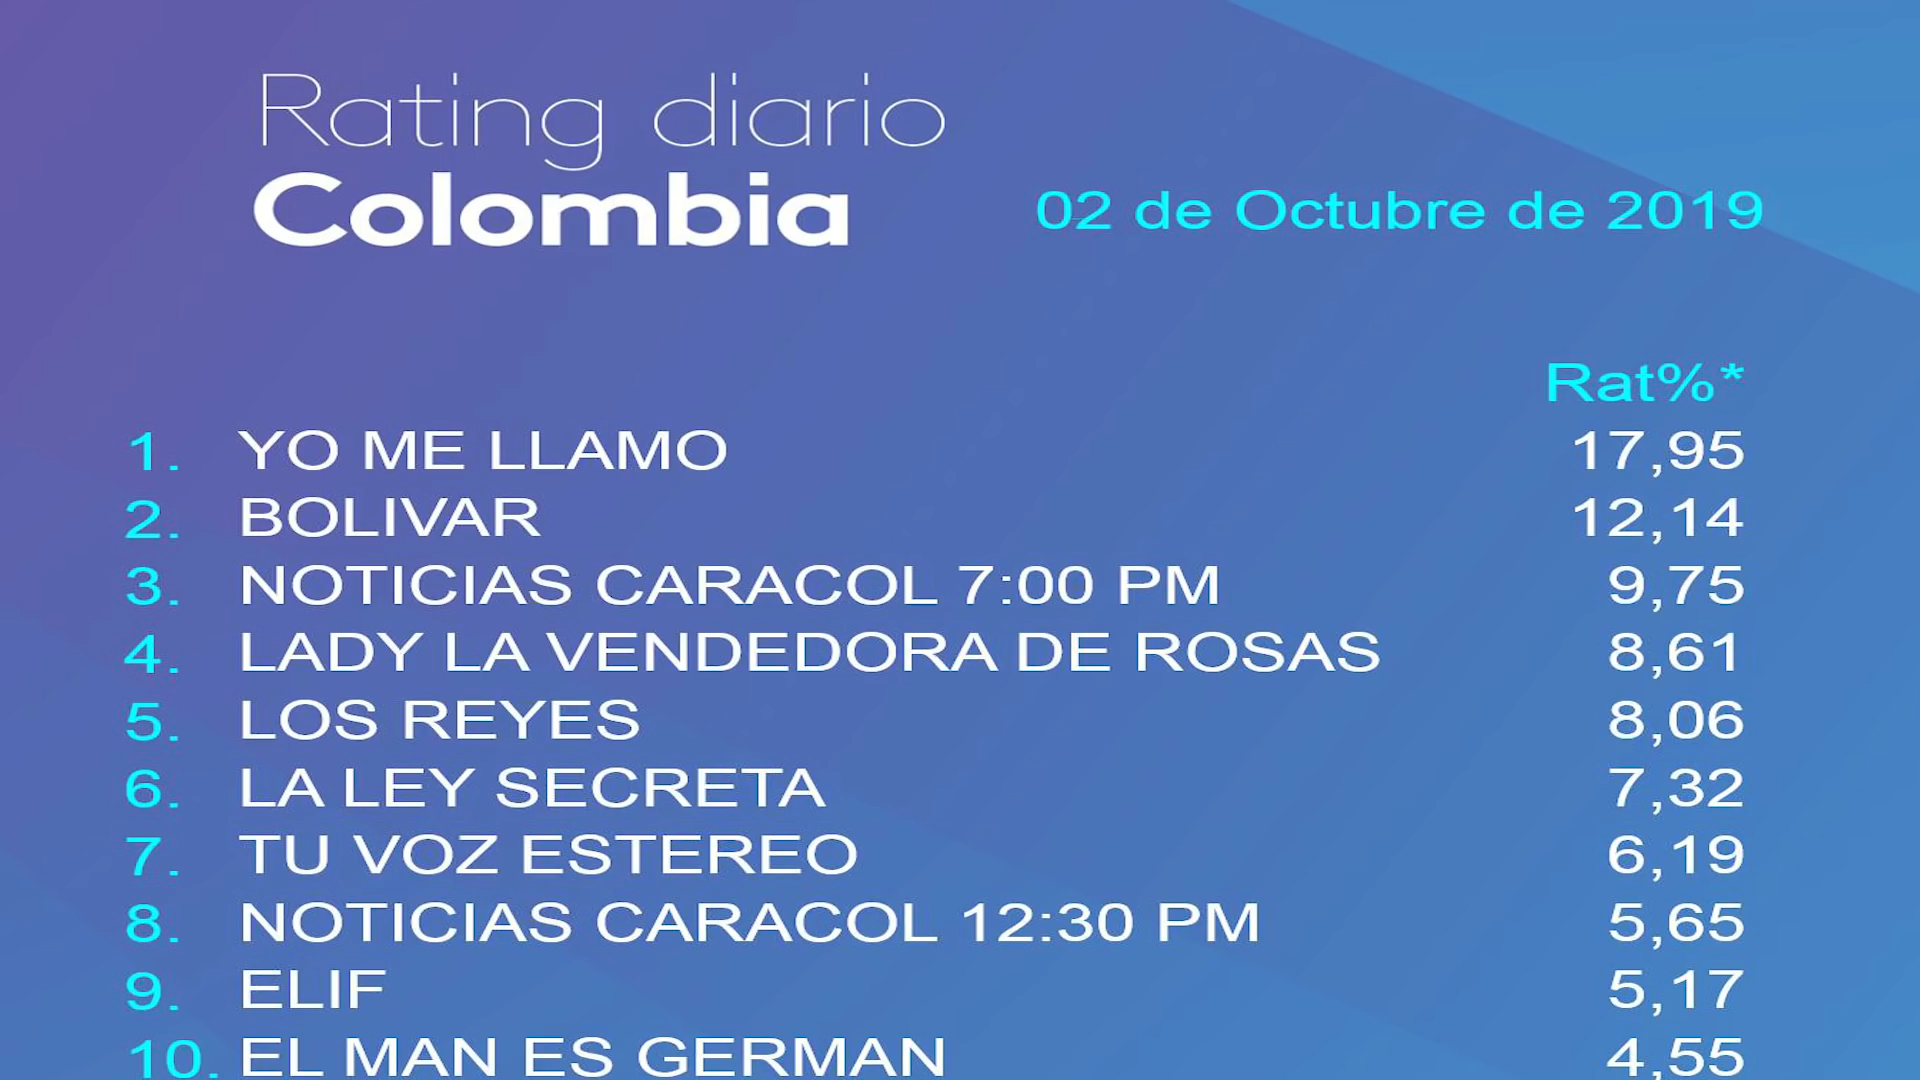 Rating diario
Colombia
02 de Octubre de 2019
Rat%*
1. YO ME LLAMO 17,95
2. BOLIVAR 12,14
3. NOTICIAS CARACOL 7:00 PM 9,75
4. LADY LA VENDEDORA DE ROSAS 8,61
5. LOS REYES 8,06
6. LA LEY SECRETA 7,32
7. TU VOZ ESTEREO 6,19
8. NOTICIAS CARACOL 12:30 PM 5,65
9. ELIF 5,17
10. EL MAN ES GERMAN 4,55